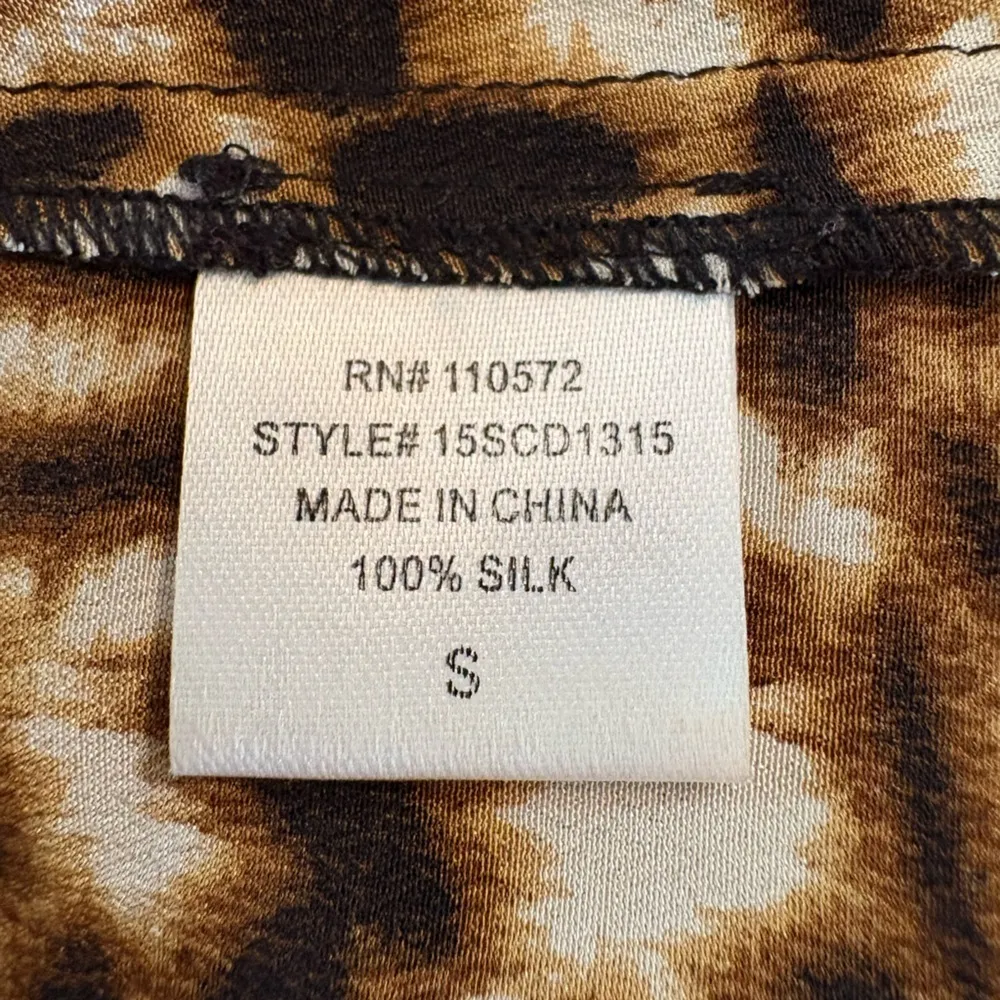 RN# 110572
STYLE# 15SCD1315
MADE IN CHINA
100% SILK
S